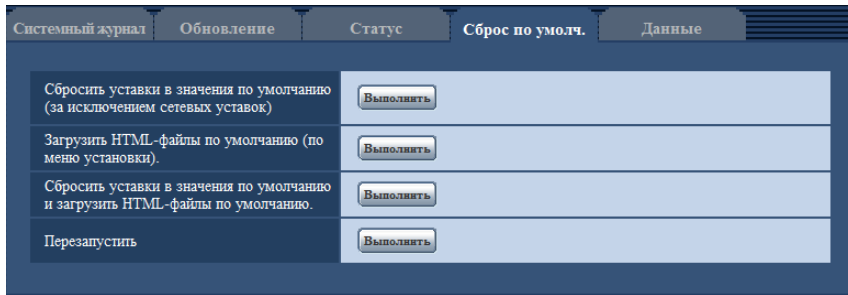 Системный журнал Обновление Статус Сброс по умолч. Данные
Сбросить уставки в значения по умолчанию
(за исключением сетевых уставок)
Выполнить
Загрузить HTML-файлы по умолчанию (по
меню установки).
Выполнить
Сбросить уставки в значения по умолчанию
и загрузить HTML-файлы по умолчанию.
Выполнить
Перезапустить
Выполнить